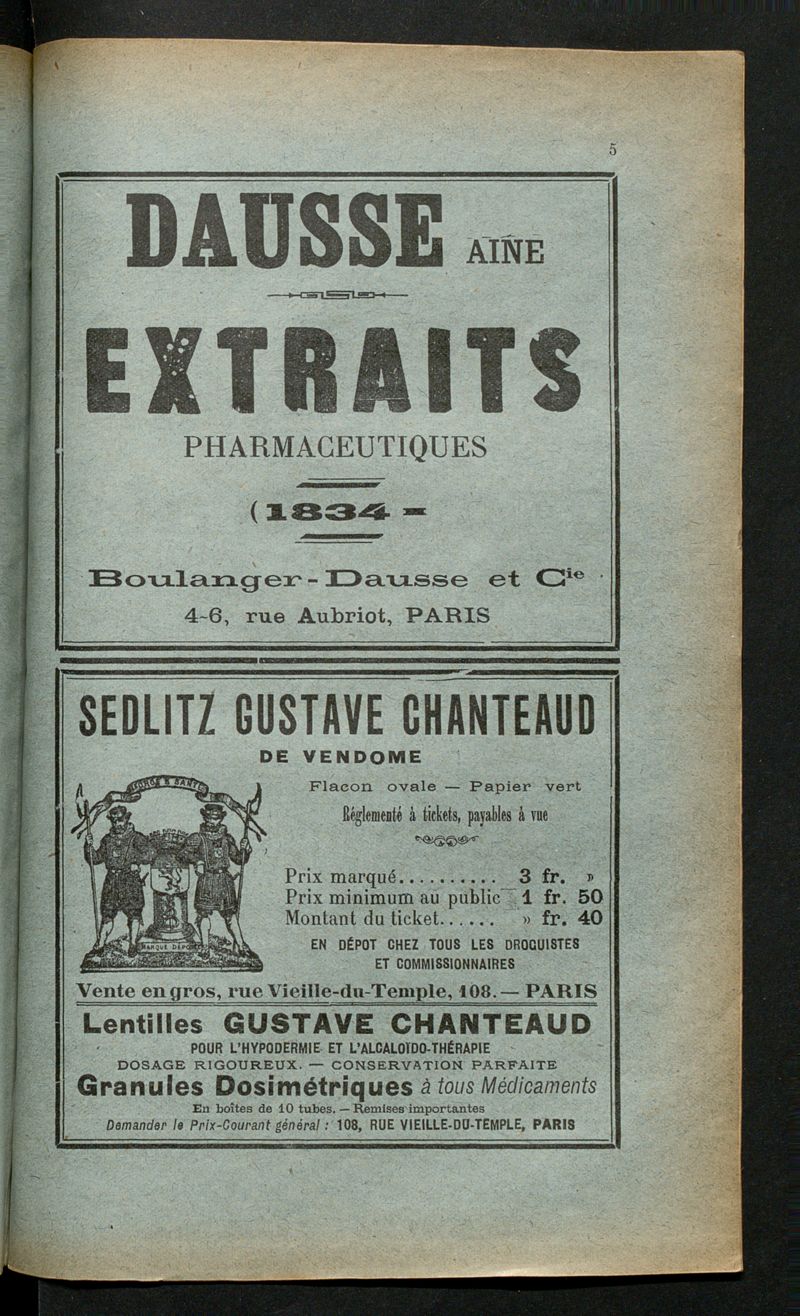 5
DAUSSE AÎNÉ
EXTRAITS
PHARMACEUTIQUES
(1834 -
Boulanger-Dausse et Cie
4-6, rue Aubriot, PARIS
SEDLITZ GUSTAVE CHANTEAUD
DE VENDOME
Flacon ovale — Papier vert
Réglementé à tickets, payables à vue
Prix marqué.......... 3 fr. »
Prix minimum au public 1 fr. 50
Montant du ticket...... » fr. 40
MARQUE DÉPOSÉE
EN DÉPOT CHEZ TOUS LES DROGUISTES
ET COMMISSIONNAIRES
Vente en gros, rue Vieille-du-Temple, 108. — PARIS
Lentilles GUSTAVE CHANTEAUD
POUR L'HYPODERMIE ET L'ALCALOÏDO-THÉRAPIE
DOSAGE RIGOUREUX. — CONSERVATION PARFAITE
Granules Dosimétriques à tous Médicaments
En boîtes de 10 tubes. — Remises importantes
Demander le Prix-Courant général : 108, RUE VIEILLE-DU-TEMPLE, PARIS